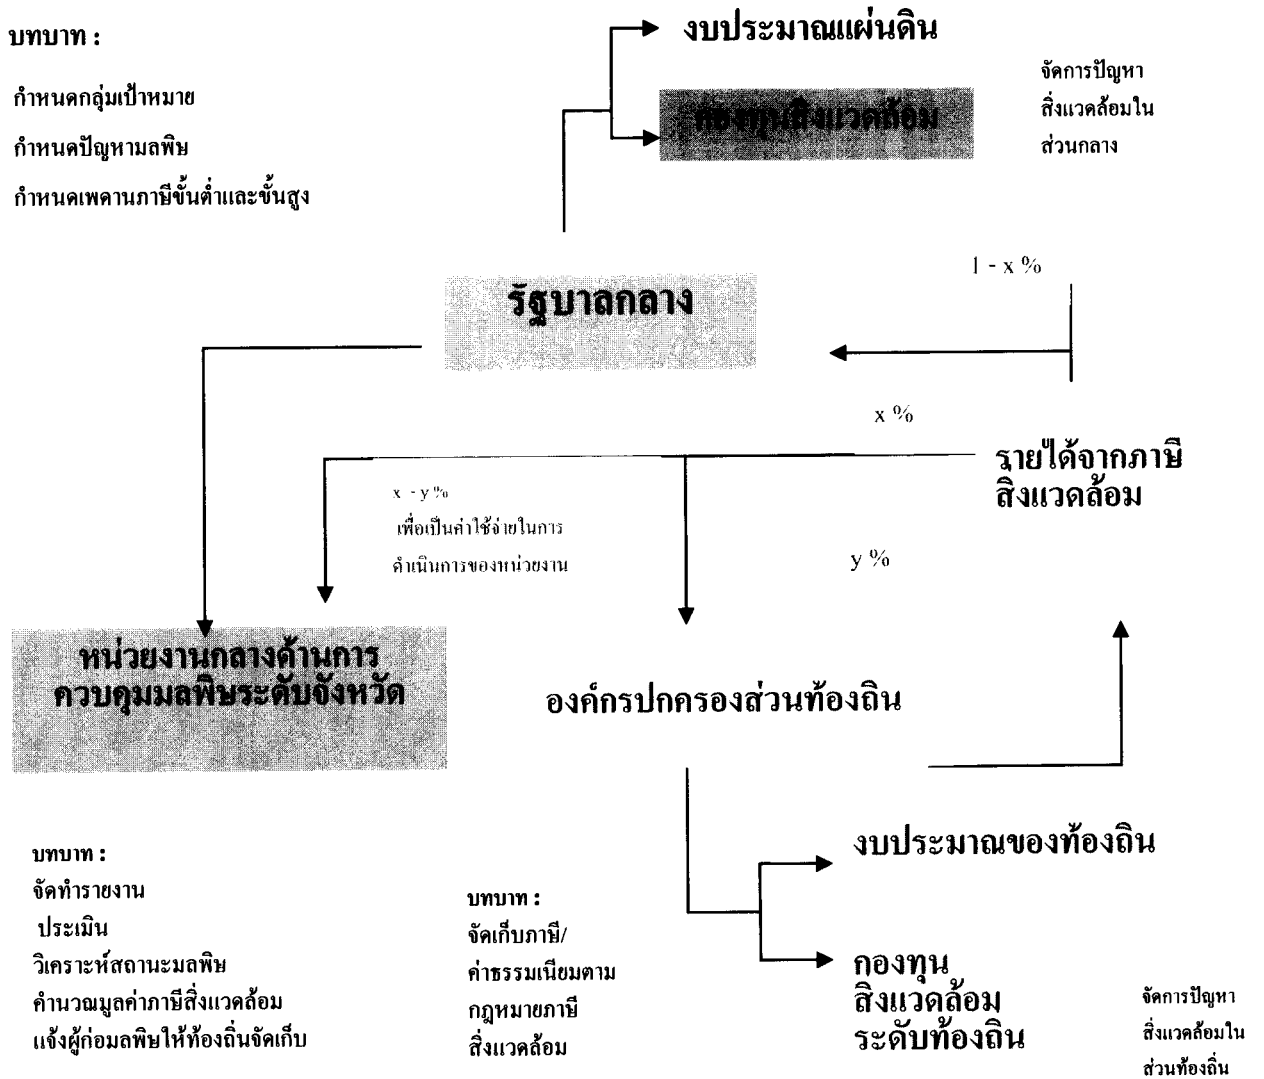 บทบาท :
กำหนดกลุ่มเป้าหมาย
กำหนดปัญหามลพิษ
กำหนดเพดานภาษีขั้นต่ำและขั้นสูง
งบประมาณแผ่นดิน
กองทุนสิ่งแวดล้อม
จัดการปัญหา
สิ่งแวดล้อมใน
ส่วนกลาง
รัฐบาลกลาง
1 - x %
x %
รายได้จากภาษี
สิ่งแวดล้อม
x - y %
เพื่อเป็นค่าใช้จ่ายในการ
ดำเนินการของหน่วยงาน
y %
หน่วยงานกลางด้านการ
ควบคุมมลพิษระดับจังหวัด
องค์กรปกครองส่วนท้องถิ่น
บทบาท :
จัดทำรายงาน
ประเมิน
วิเคราะห์สถานะมลพิษ
คำนวณมูลค่าภาษีสิ่งแวดล้อม
แจ้งผู้ก่อมลพิษให้ท้องถิ่นจัดเก็บ
บทบาท :
จัดเก็บภาษี/
ค่าธรรมเนียมตาม
กฎหมายภาษี
สิ่งแวดล้อม
งบประมาณของท้องถิ่น
กองทุน
สิ่งแวดล้อม
ระดับท้องถิ่น
จัดการปัญหา
สิ่งแวดล้อมใน
ส่วนท้องถิ่น